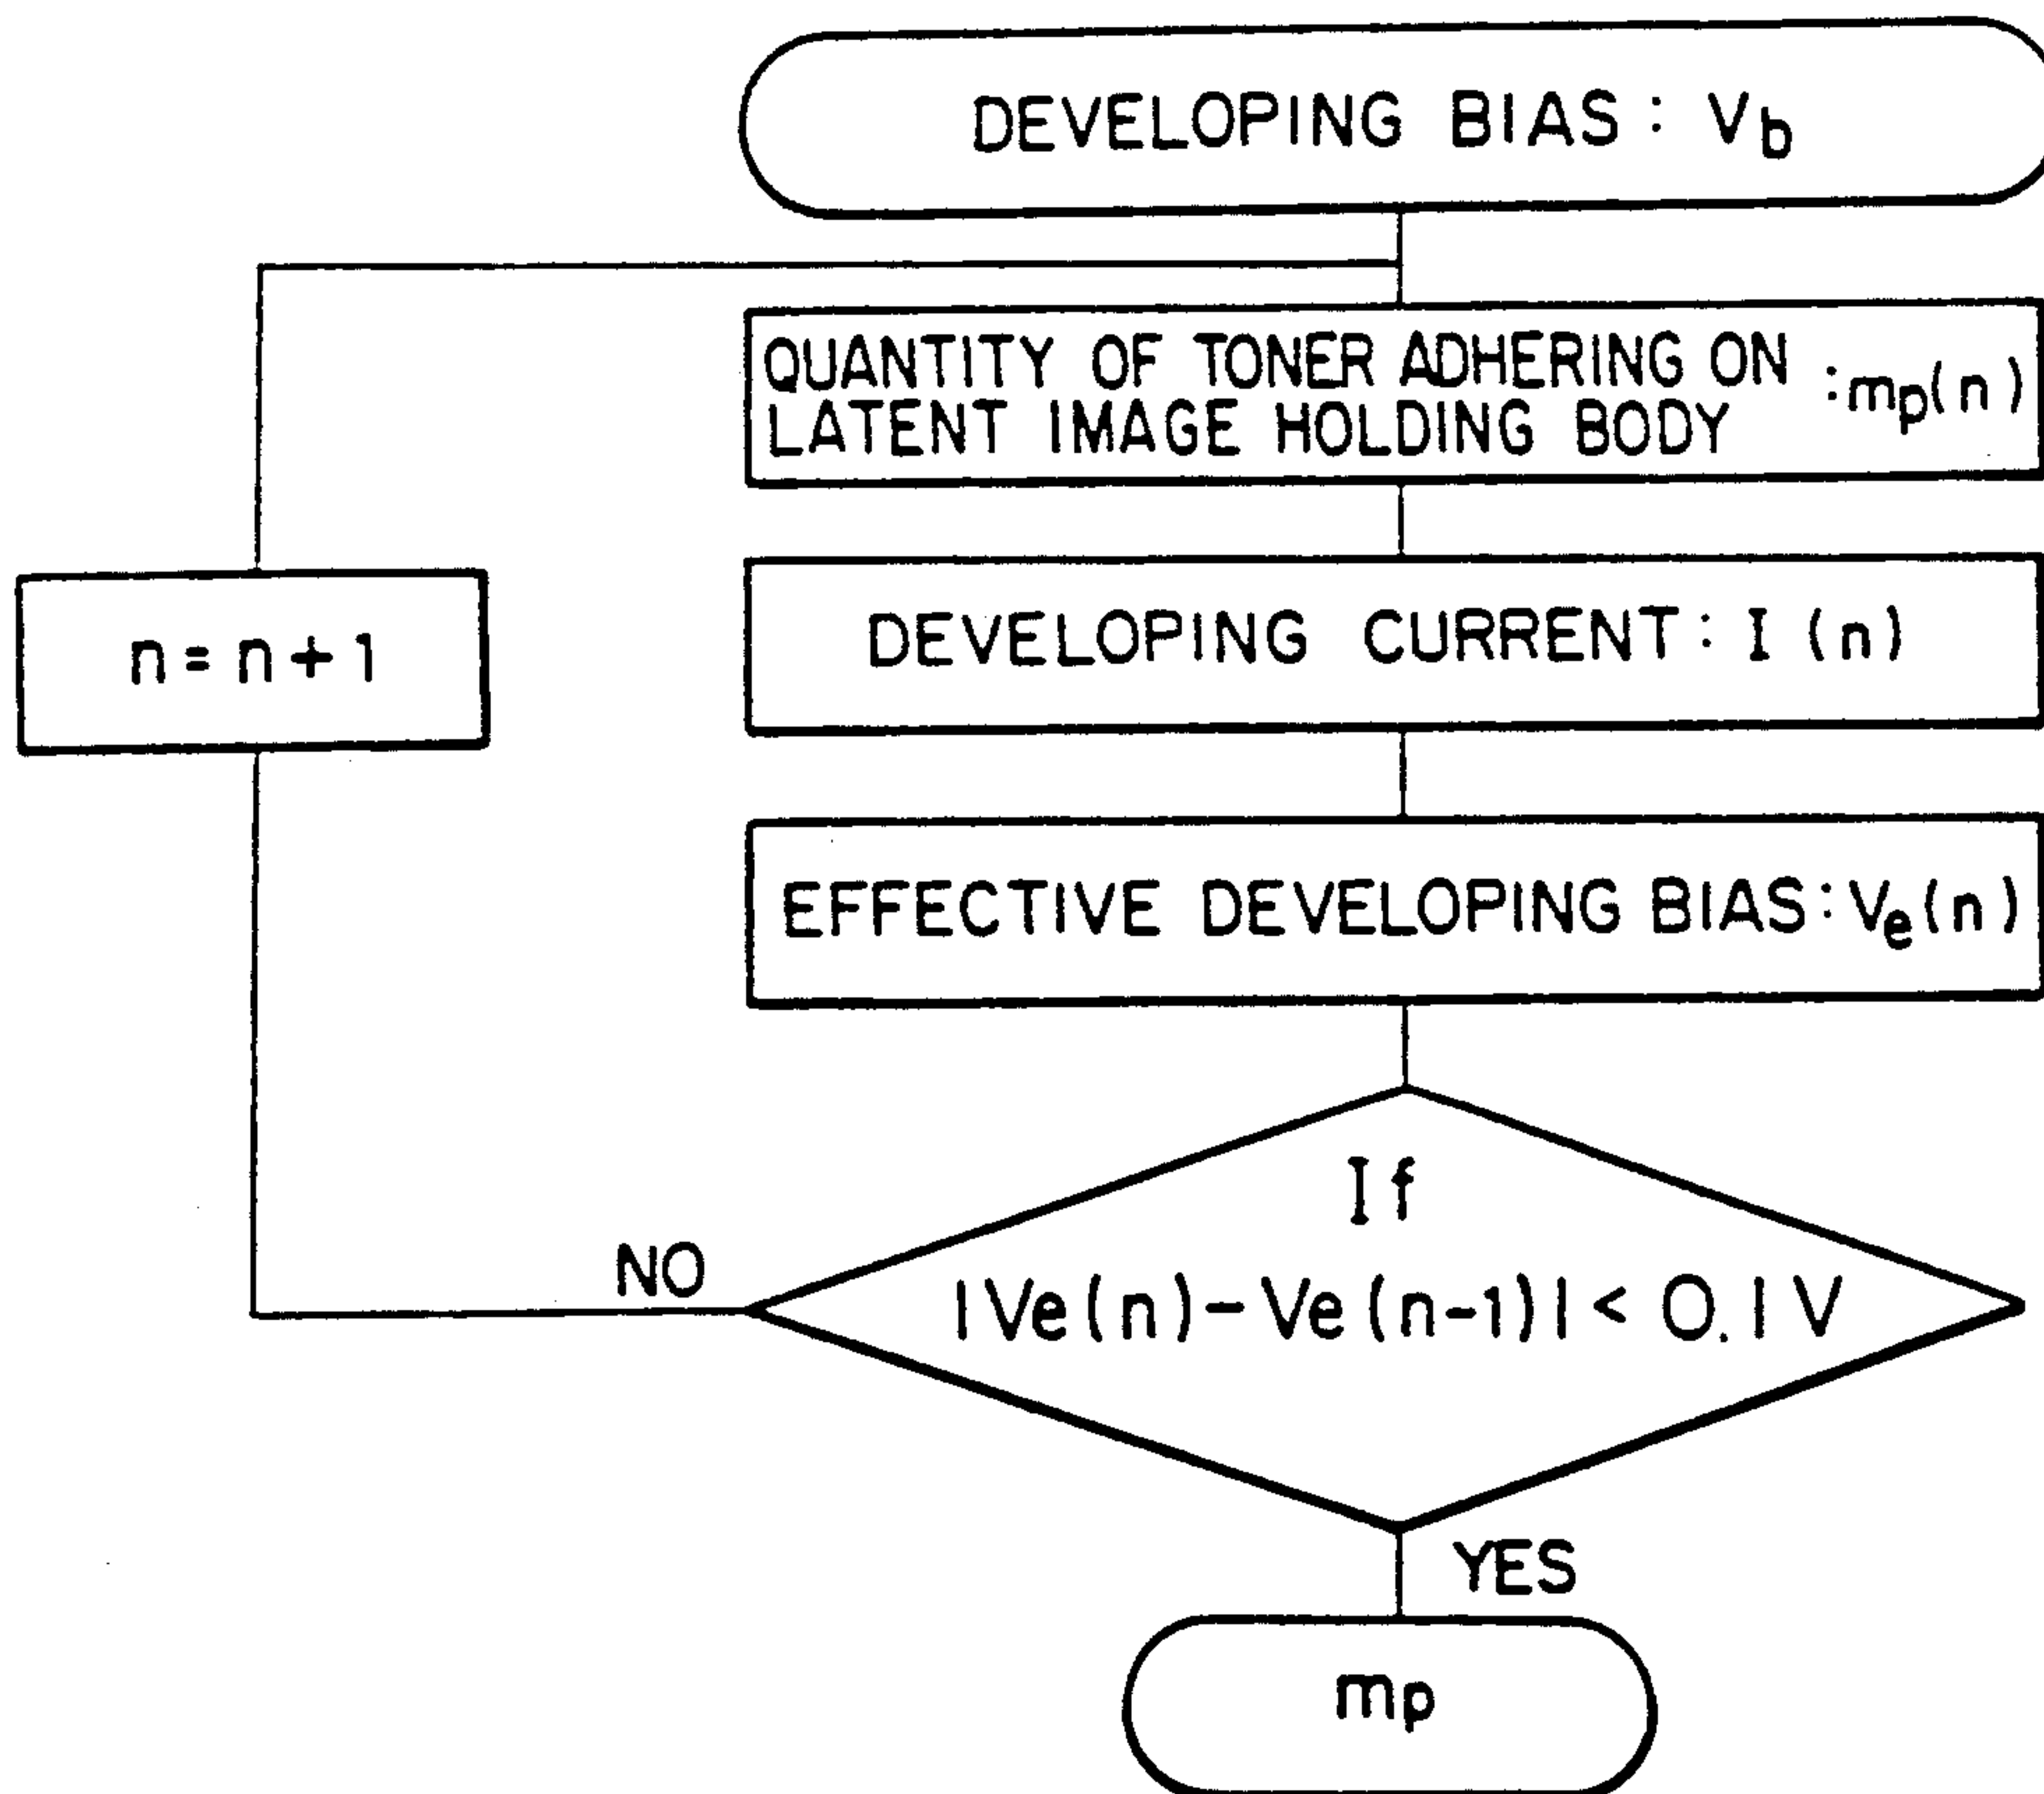 DEVELOPING BIAS : Vb
QUANTITY OF TONER ADHERING ON
LATENT IMAGE HOLDING BODY
:mp(n)
DEVELOPING CURRENT: I (n)
n=n+1
EFFECTIVE DEVELOPING BIAS:Ve(n)
If
|Ve(n)-Ve(n-1)|< 0.1V
NO
YES
mp